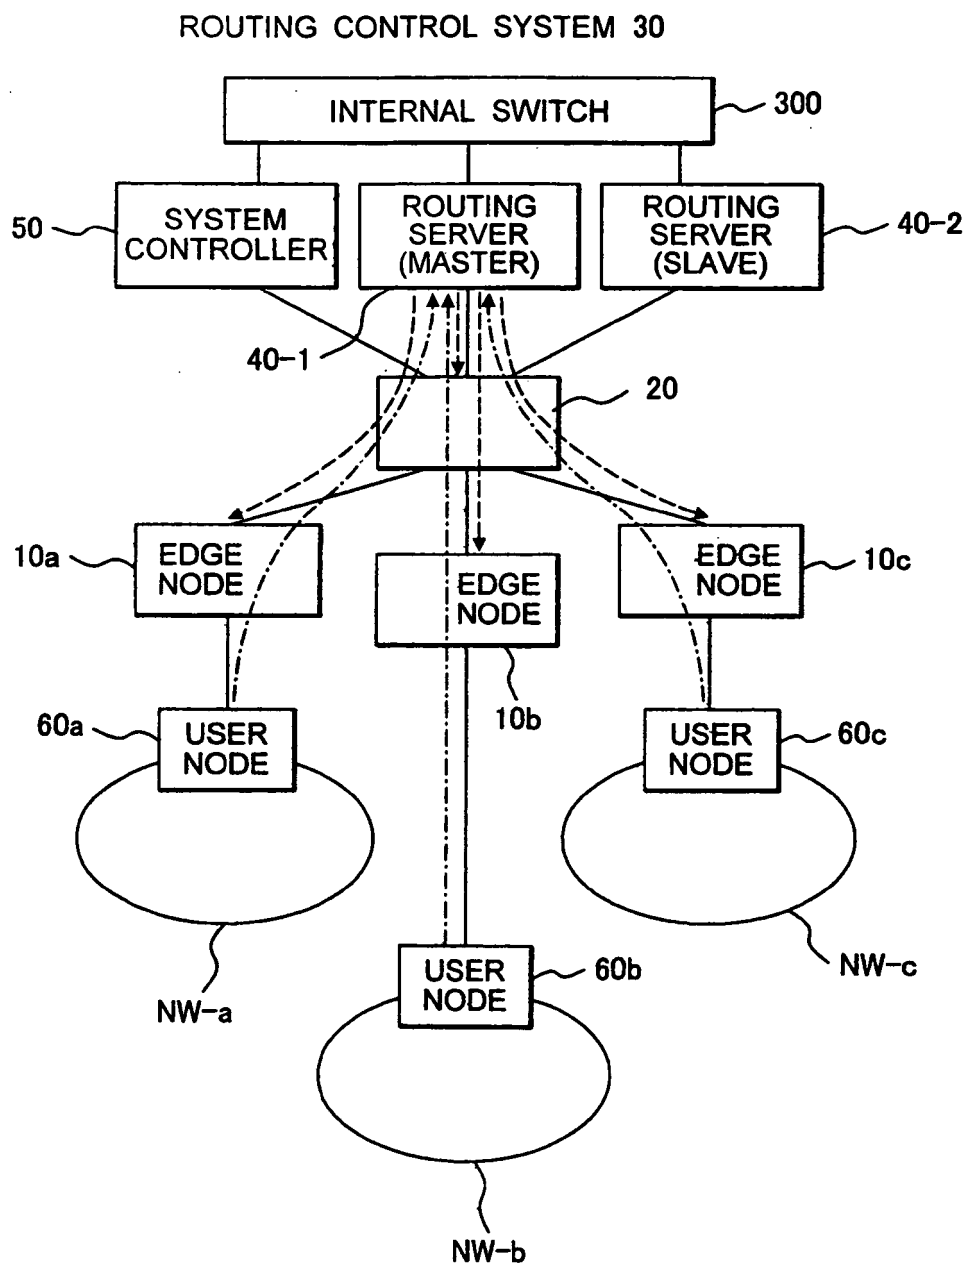 ROUTING CONTROL SYSTEM 30
INTERNAL SWITCH
300
50
SYSTEM
CONTROLLER
ROUTING
SERVER
(MASTER)
ROUTING
SERVER
(SLAVE)
40-2
40-1
20
10a
EDGE
NODE
EDGE
NODE
10b
EDGE
NODE
10c
60a
USER
NODE
USER
NODE
60c
NW-a
USER
NODE
60b
NW-c
NW-b